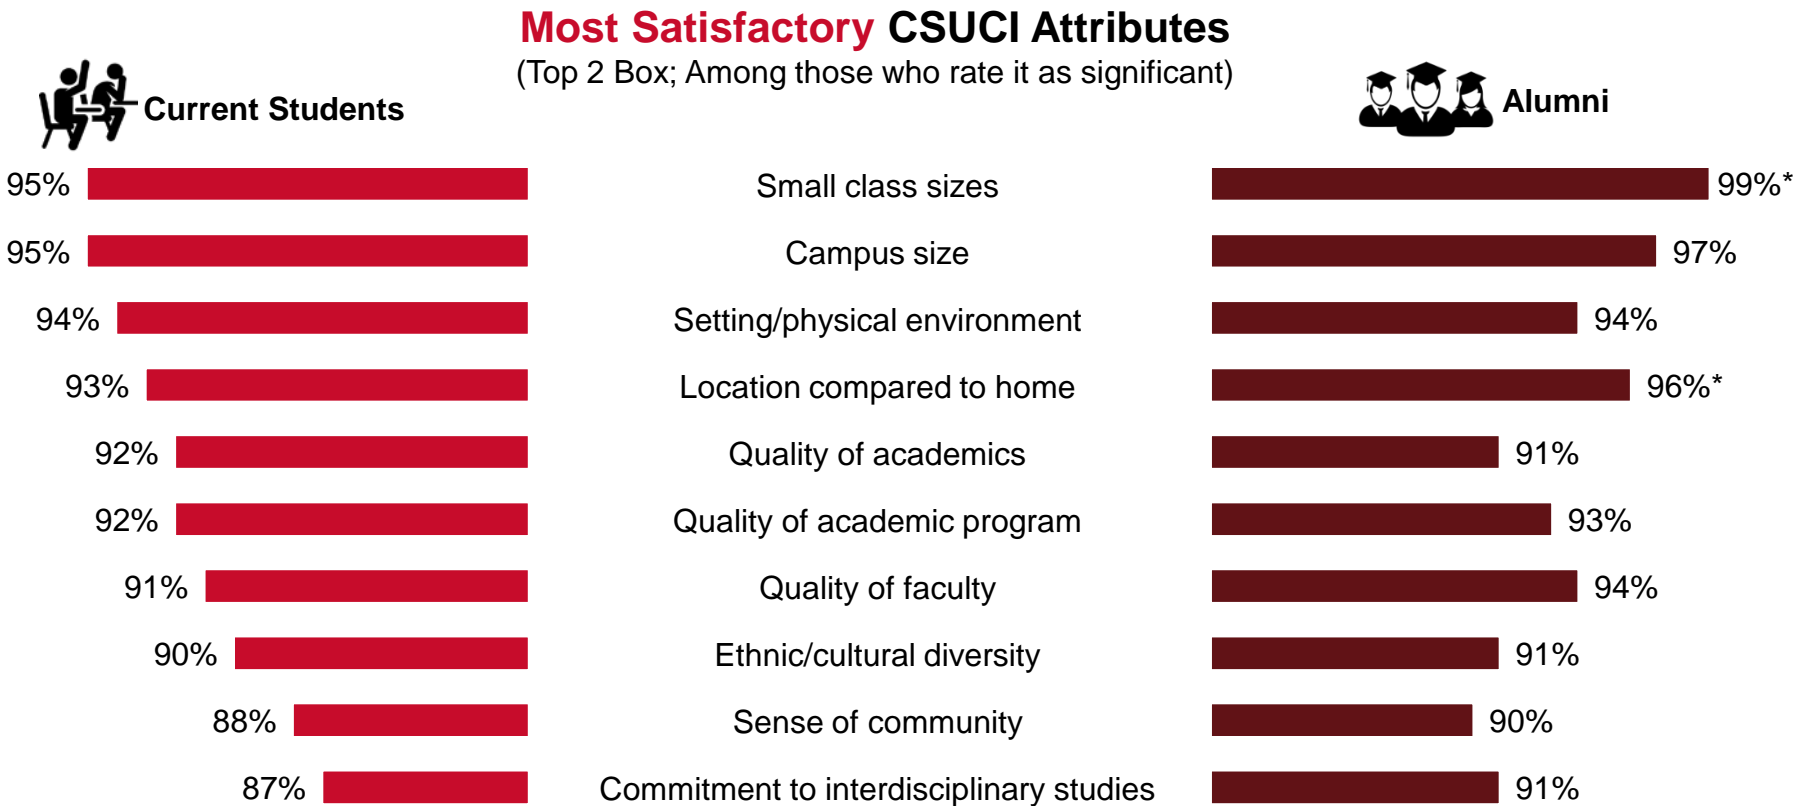 Most Satisfactory CSUCI Attributes
(Top 2 Box; Among those who rate it as significant)
Current Students
Alumni
95% Small class sizes 99%*
95% Campus size 97%
94% Setting/physical environment 94%
93% Location compared to home 96%*
92% Quality of academics 91%
92% Quality of academic program 93%
91% Quality of faculty 94%
90% Ethnic/cultural diversity 91%
88% Sense of community 90%
87% Commitment to interdisciplinary studies 91%